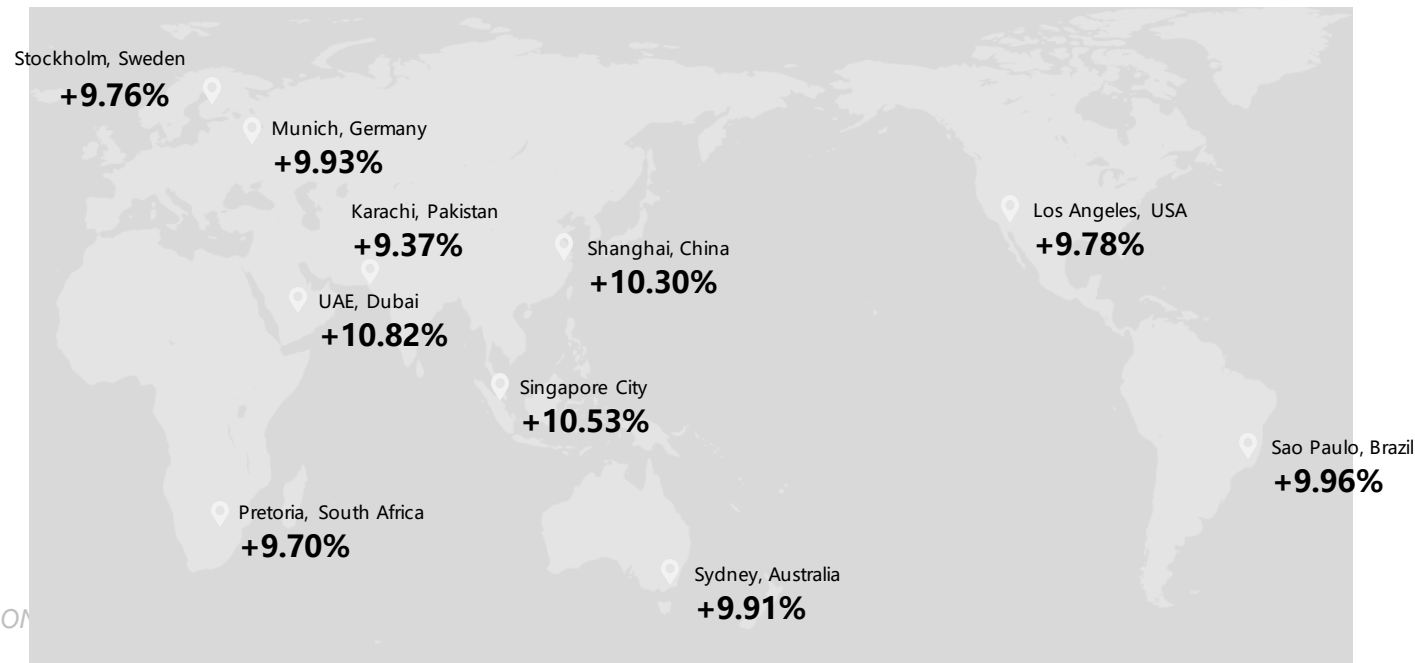 Stockholm, Sweden
+9.76%
Munich, Germany
+9.93%
Karachi, Pakistan
+9.37%
Shanghai, China
+10.30%
Los Angeles, USA
+9.78%
UAE, Dubai
+10.82%
Singapore City
+10.53%
Sao Paulo, Brazil
+9.96%
Pretoria, South Africa
+9.70%
Sydney, Australia
+9.91%